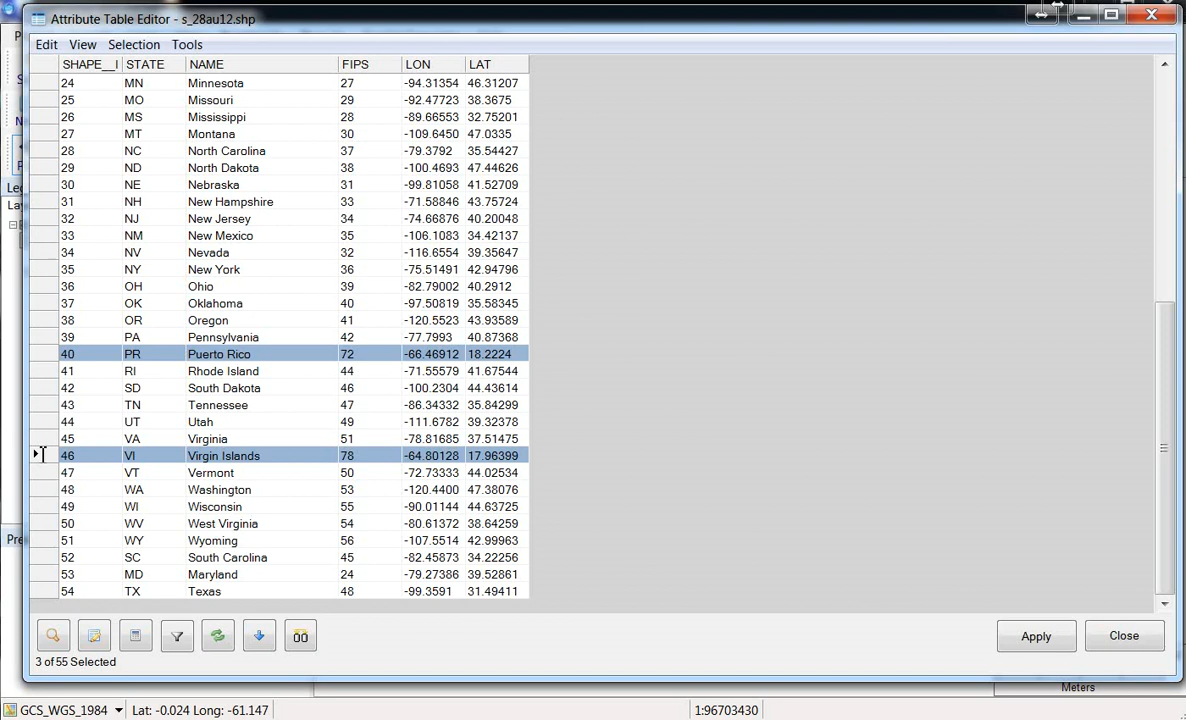 Attribute Table Editor - s_28au12.shp
Edit View Selection Tools
SHAPE__I STATE NAME FIPS LON LAT
24 MN Minnesota 27 -94.31354 46.31207
25 MO Missouri 29 -92.47723 38.3675
26 MS Mississippi 28 -89.66553 32.75201
27 MT Montana 30 -109.6450 47.0335
28 NC North Carolina 37 -79.3792 35.54427
29 ND North Dakota 38 -100.4693 47.44626
30 NE Nebraska 31 -99.81058 41.52709
31 NH New Hampshire 33 -71.58846 43.75724
32 NJ New Jersey 34 -74.66876 40.20048
33 NM New Mexico 35 -106.1083 34.42137
34 NV Nevada 32 -116.6554 39.35647
35 NY New York 36 -75.51491 42.94796
36 OH Ohio 39 -82.79002 40.2912
37 OK Oklahoma 40 -97.50819 35.58345
38 OR Oregon 41 -120.5523 43.93589
39 PA Pennsylvania 42 -77.7993 40.87368
40 PR Puerto Rico 72 -66.46912 18.2224
41 RI Rhode Island 44 -71.55579 41.67544
42 SD South Dakota 46 -100.2304 44.43614
43 TN Tennessee 47 -86.34332 35.84299
44 UT Utah 49 -111.6782 39.32378
45 VA Virginia 51 -78.81685 37.51475
46 VI Virgin Islands 78 -64.80128 17.96399
47 VT Vermont 50 -72.73333 44.02534
48 WA Washington 53 -120.4400 47.38076
49 WI Wisconsin 55 -90.01144 44.63725
50 WV West Virginia 54 -80.61372 38.64259
51 WY Wyoming 56 -107.5514 42.99963
52 SC South Carolina 45 -82.45873 34.22256
53 MD Maryland 24 -79.27386 39.52861
54 TX Texas 48 -99.3591 31.49411
Apply Close
3 of 55 Selected
Meters
GCS_WGS_1984 Lat: -0.024 Long: -61.147 1:96703430